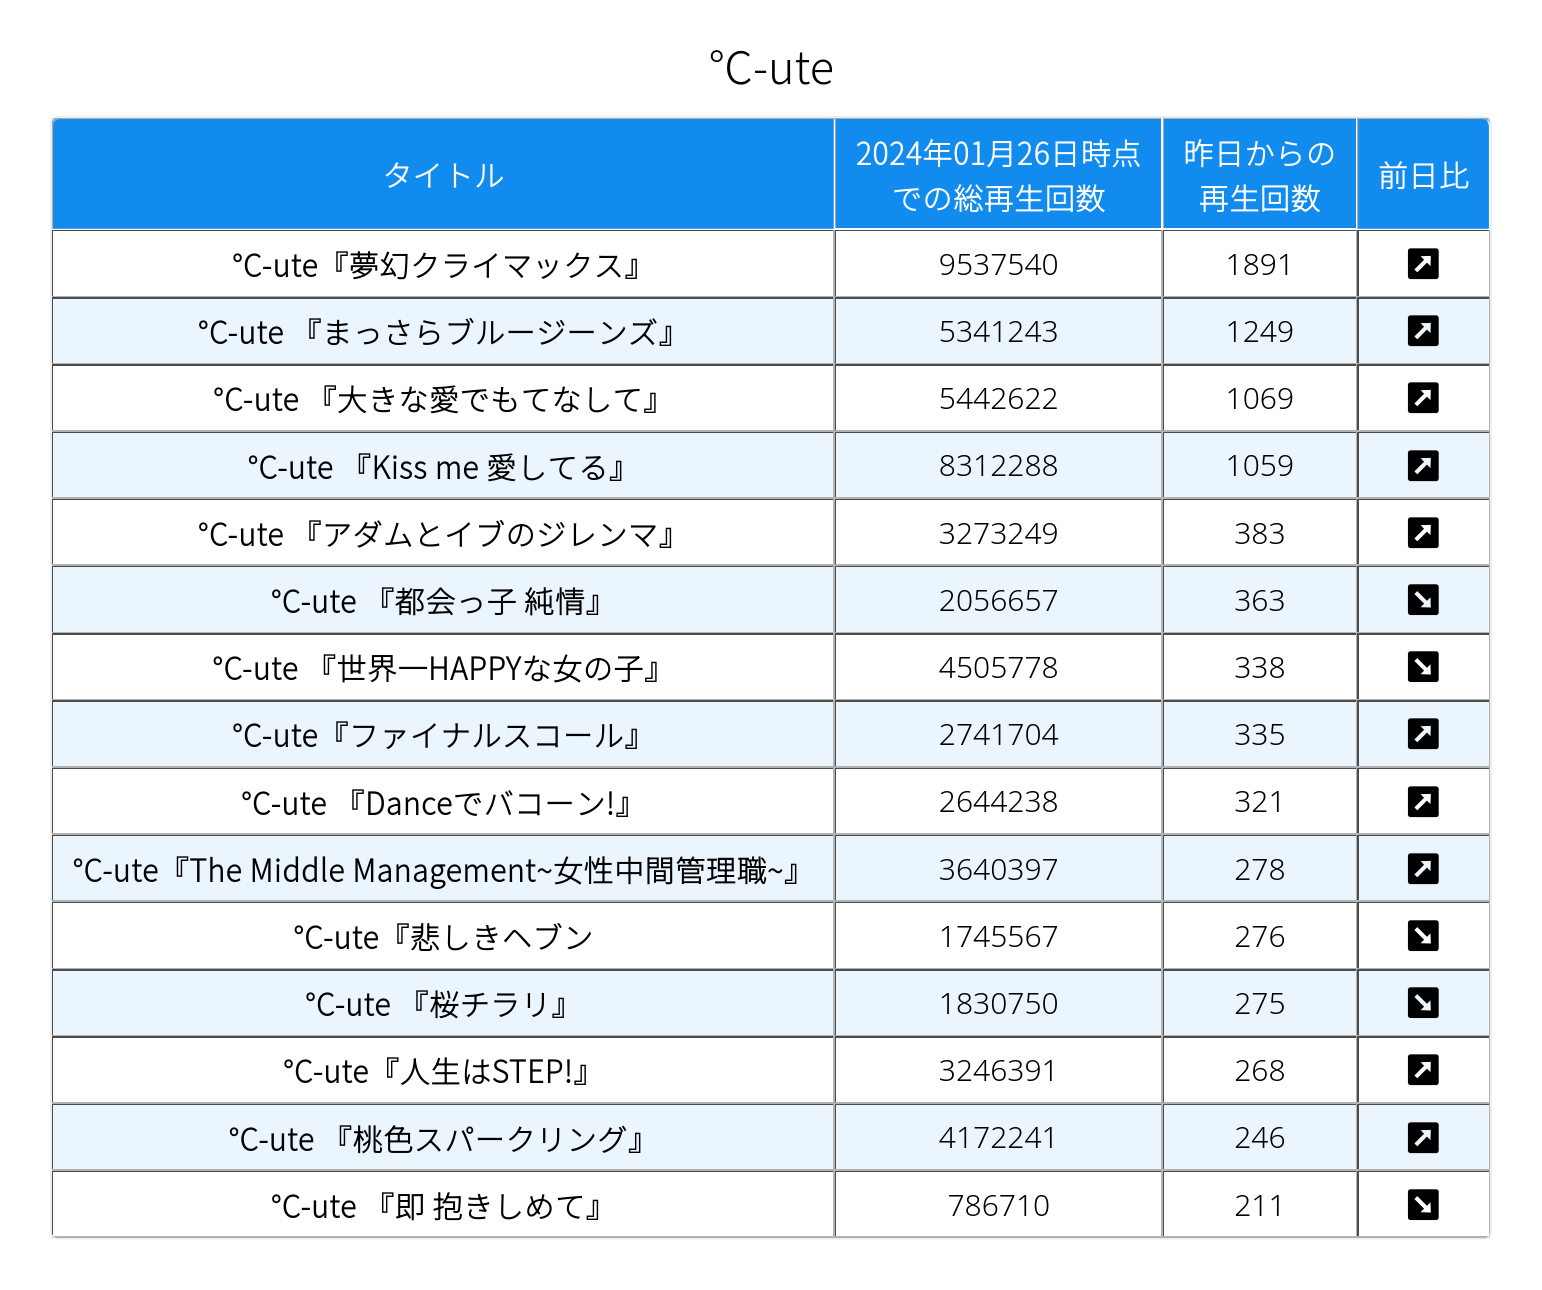 ℃-ute
タイトル
2024年01月26日時点
での総再生回数
昨日からの
再生回数
前日比
℃-ute『夢幻クライマックス』 9537540 1891
℃-ute 『まっさらブルージーンズ』 5341243 1249
℃-ute 『大きな愛でもてなして』 5442622 1069
℃-ute 『Kiss me 愛してる』 8312288 1059
℃-ute 『アダムとイブのジレンマ』 3273249 383
℃-ute 『都会っ子 純情』 2056657 363
℃-ute 『世界一HAPPYな女の子』 4505778 338
℃-ute『ファイナルスコール』 2741704 335
℃-ute 『Danceでバコーン!』 2644238 321
℃-ute『The Middle Management~女性中間管理職~』 3640397 278
℃-ute『悲しきヘブン 1745567 276
℃-ute 『桜チラリ』 1830750 275
℃-ute『人生はSTEP!』 3246391 268
℃-ute 『桃色スパークリング』 4172241 246
℃-ute 『即 抱きしめて』 786710 211